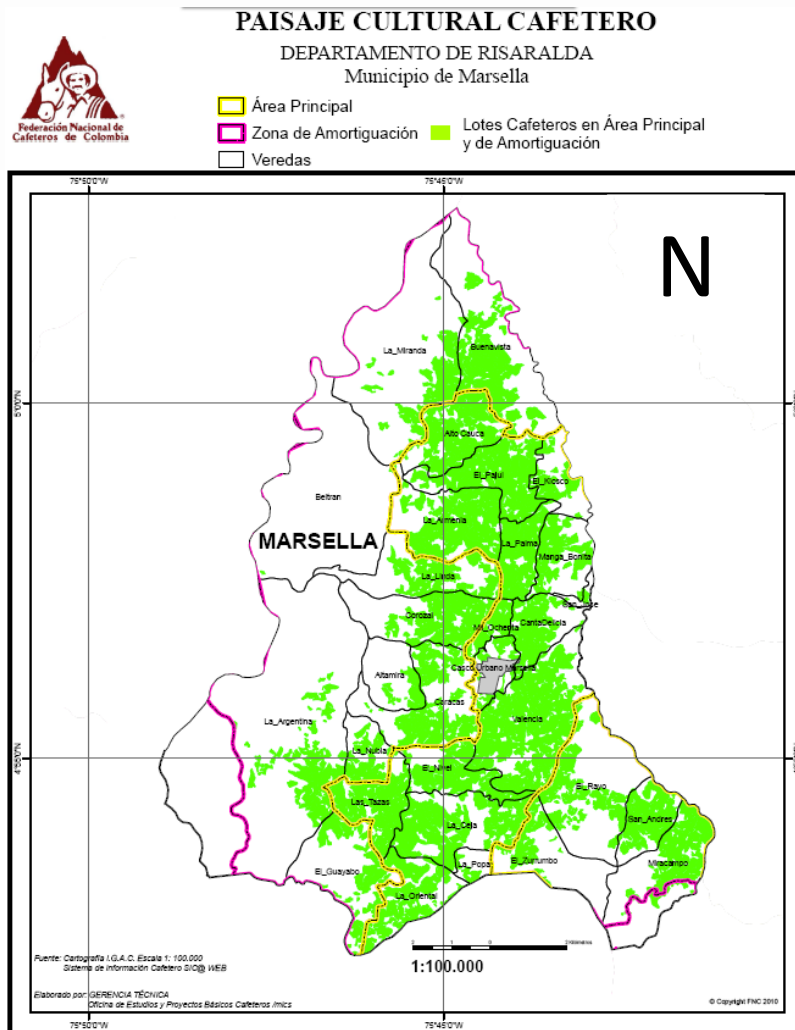 PAISAJE CULTURAL CAFETERO
DEPARTAMENTO DE RISARALDA
Municipio de Marsella
Federación Nacional de
Cafeteros de Colombia
Área Principal
Zona de Amortiguación
Veredas
Lotes Cafeteros en Área Principal
y de Amortiguación
75°50'0"W
75°45'0"W
N
Buenavista
La_Miranda
5°0'0"N
Alto Cauca
El_Pajui
El_Kiosco
Beltran
La_Armenia
MARSELLA
La_Palma
Manga_Bonita
La_Linda
San_Jose
Corozal
CantaDelicia
Casco Urbano Marsella
Altamira
Caracas
La_Argentina
Valencia
La_Nubia
4°55'0"N
El_Nivel
El_Rayo
Las_Tazas
San_Andres
La_Ceja
Miracampo
El_Guayabo
La_Popa
El_Zurrumbo
La_Oriental
1:100.000
Fuente: Cartografía I.G.A.C. Escala 1: 100.000
Sistema de Información Cafetero SIC@ WEB
Elaborado por: GERENCIA TÉCNICA
Oficina de Estudios y Proyectos Básicos Cafeteros /mics
© Copyright FNC 2010
75°50'0"W
75°45'0"W